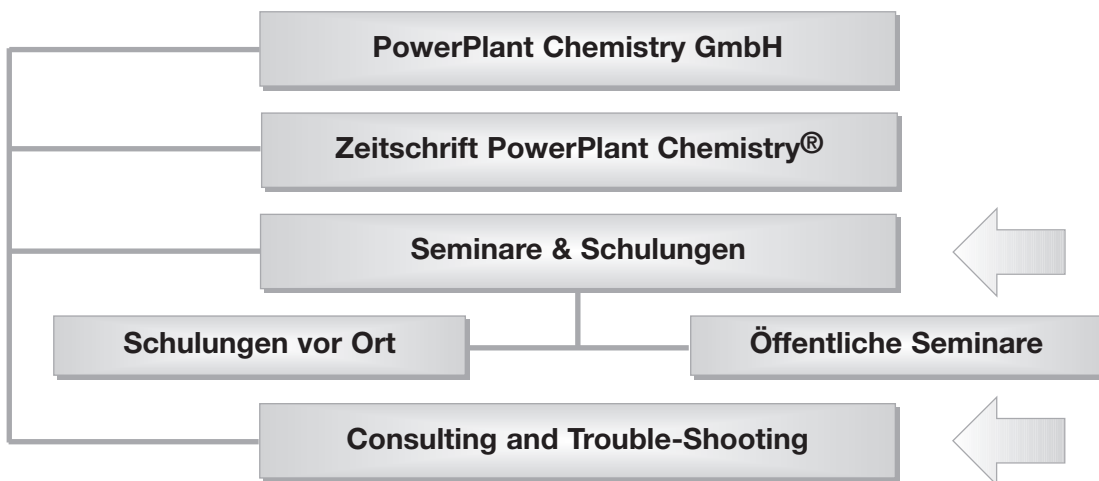 PowerPlant Chemistry GmbH
Zeitschrift PowerPlant Chemistry®
Seminare & Schulungen
Schulungen vor Ort
Öffentliche Seminare
Consulting and Trouble-Shooting